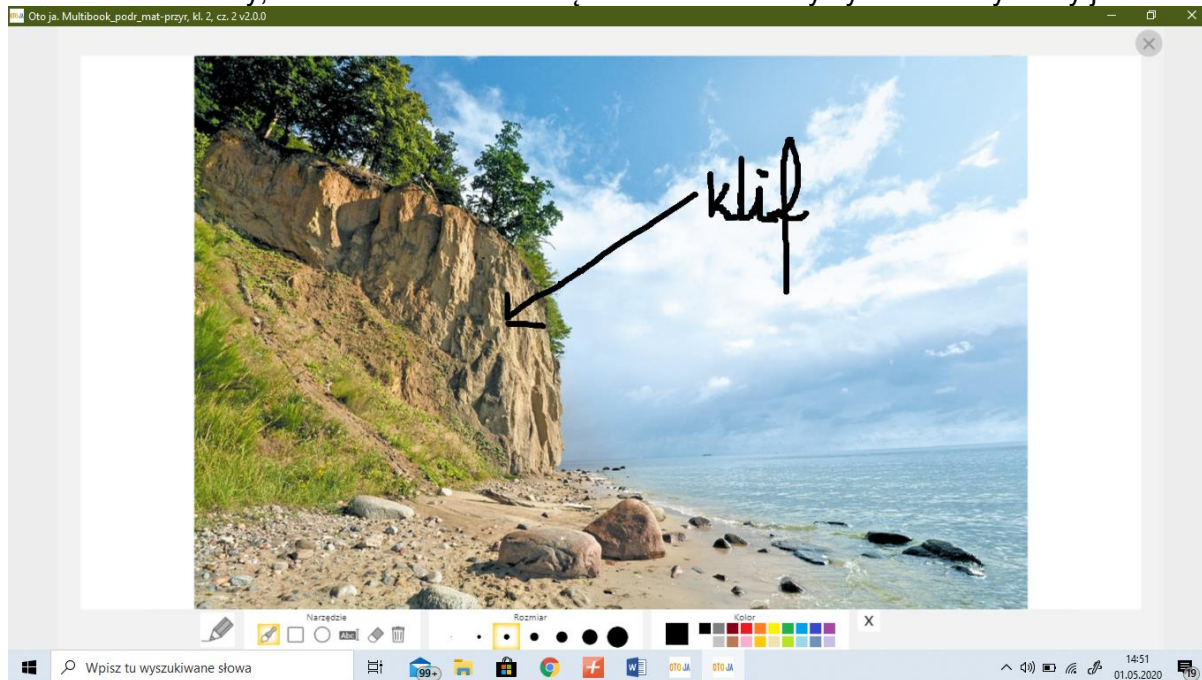 Oto ja. Multibook_podr_mat-przyr, kl. 2, cz. 2 v2.0.0
klif
Narzędzie
Rozmiar
Kolor
Abc
X
Wpisz tu wyszukiwane słowa
99+
OTO JA
OTO JA
14:51
01.05.2020
19